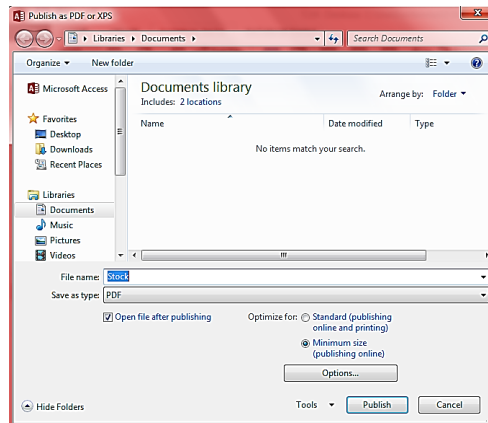 Publish as PDF or XPS
Libraries Documents
Search Documents
Organize New folder
Microsoft Access
Favorites
Desktop
Downloads
Recent Places
Libraries
Documents
Music
Pictures
Videos
Documents library
Includes: 2 locations
Arrange by: Folder
Name Date modified Type
No items match your search.
File name: Stock
Save as type: PDF
Open file after publishing
Optimize for: Standard (publishing
online and printing)
Minimum size
(publishing online)
Options...
Hide Folders
Tools Publish Cancel